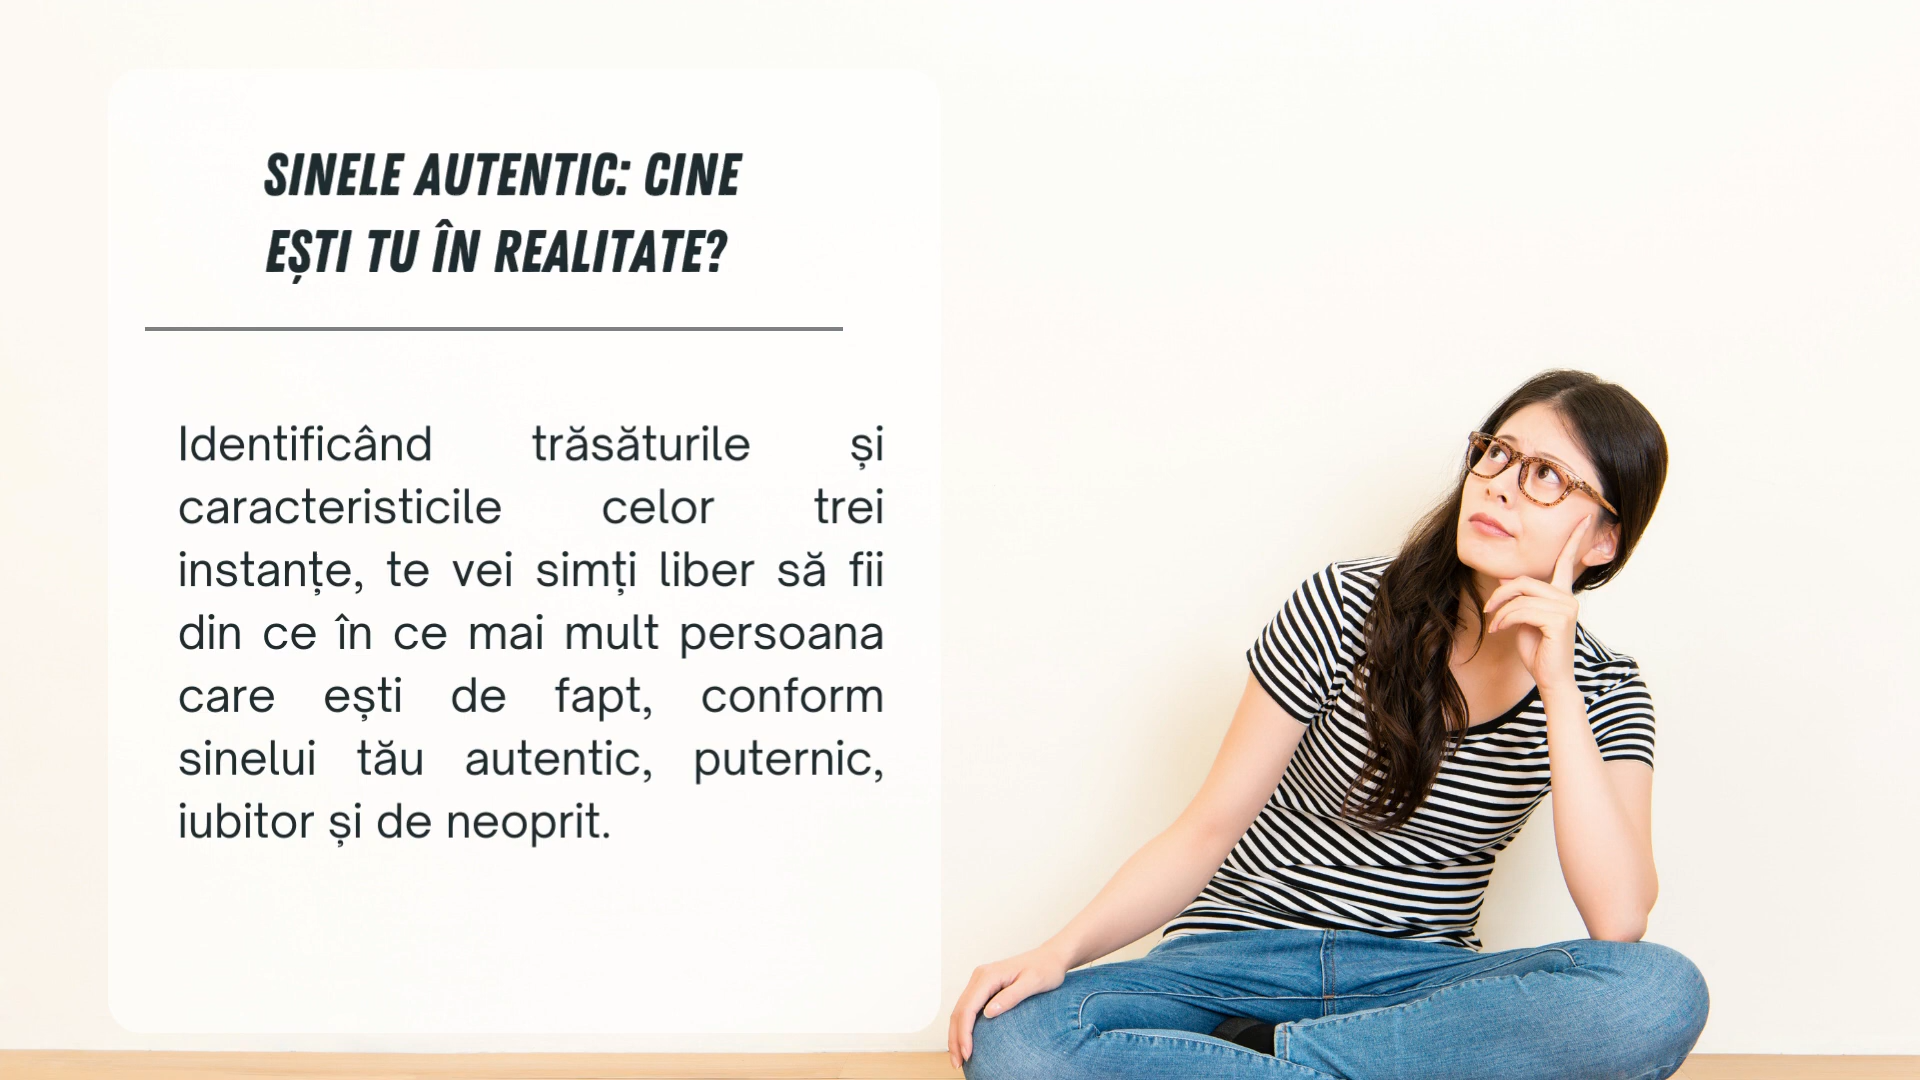 SINELE AUTENTIC: CINE
EȘTI TU ÎN REALITATE?
Identificând trăsăturile și
caracteristicile celor trei
instanțe, te vei simți liber să fii
din ce în ce mai mult persoana
care ești de fapt, conform
sinelui tău autentic, puternic,
iubitor și de neoprit.